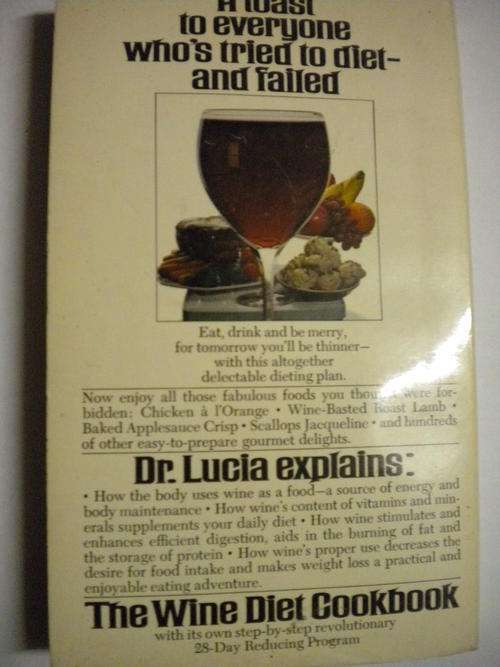 A toast
to everyone
who's tried to diet–
and failed
Eat, drink and be merry,
for tomorrow you'll be thinner—
with this altogether
delectable dieting plan.
Now enjoy all those fabulous foods you thought were for-
bidden: Chicken à l'Orange • Wine-Basted Roast Lamb •
Baked Applesauce Crisp • Scallops Jacqueline • and hundreds
of other easy-to-prepare gourmet delights.
Dr. Lucia explains:
• How the body uses wine as a food—a source of energy and
body maintenance • How wine's content of vitamins and min-
erals supplements your daily diet • How wine stimulates and
enhances efficient digestion, aids in the burning of fat and
the storage of protein • How wine's proper use decreases the
desire for food intake and makes weight loss a practical and
enjoyable eating adventure.
The Wine Diet Cookbook
with its own step-by-step revolutionary
28-Day Reducing Program